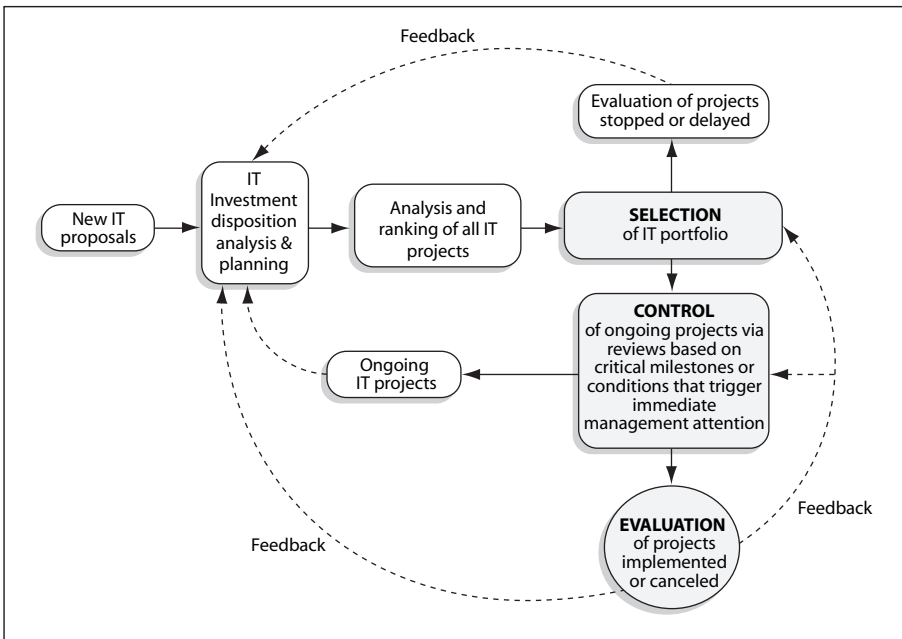 Feedback
Evaluation of projects
stopped or delayed
New IT
proposals
IT
Investment
disposition
analysis &
planning
Analysis and
ranking of all IT
projects
SELECTION
of IT portfolio
CONTROL
of ongoing projects via
reviews based on
critical milestones or
conditions that trigger
immediate
management attention
Ongoing
IT projects
EVALUATION
of projects
implemented
or canceled
Feedback
Feedback